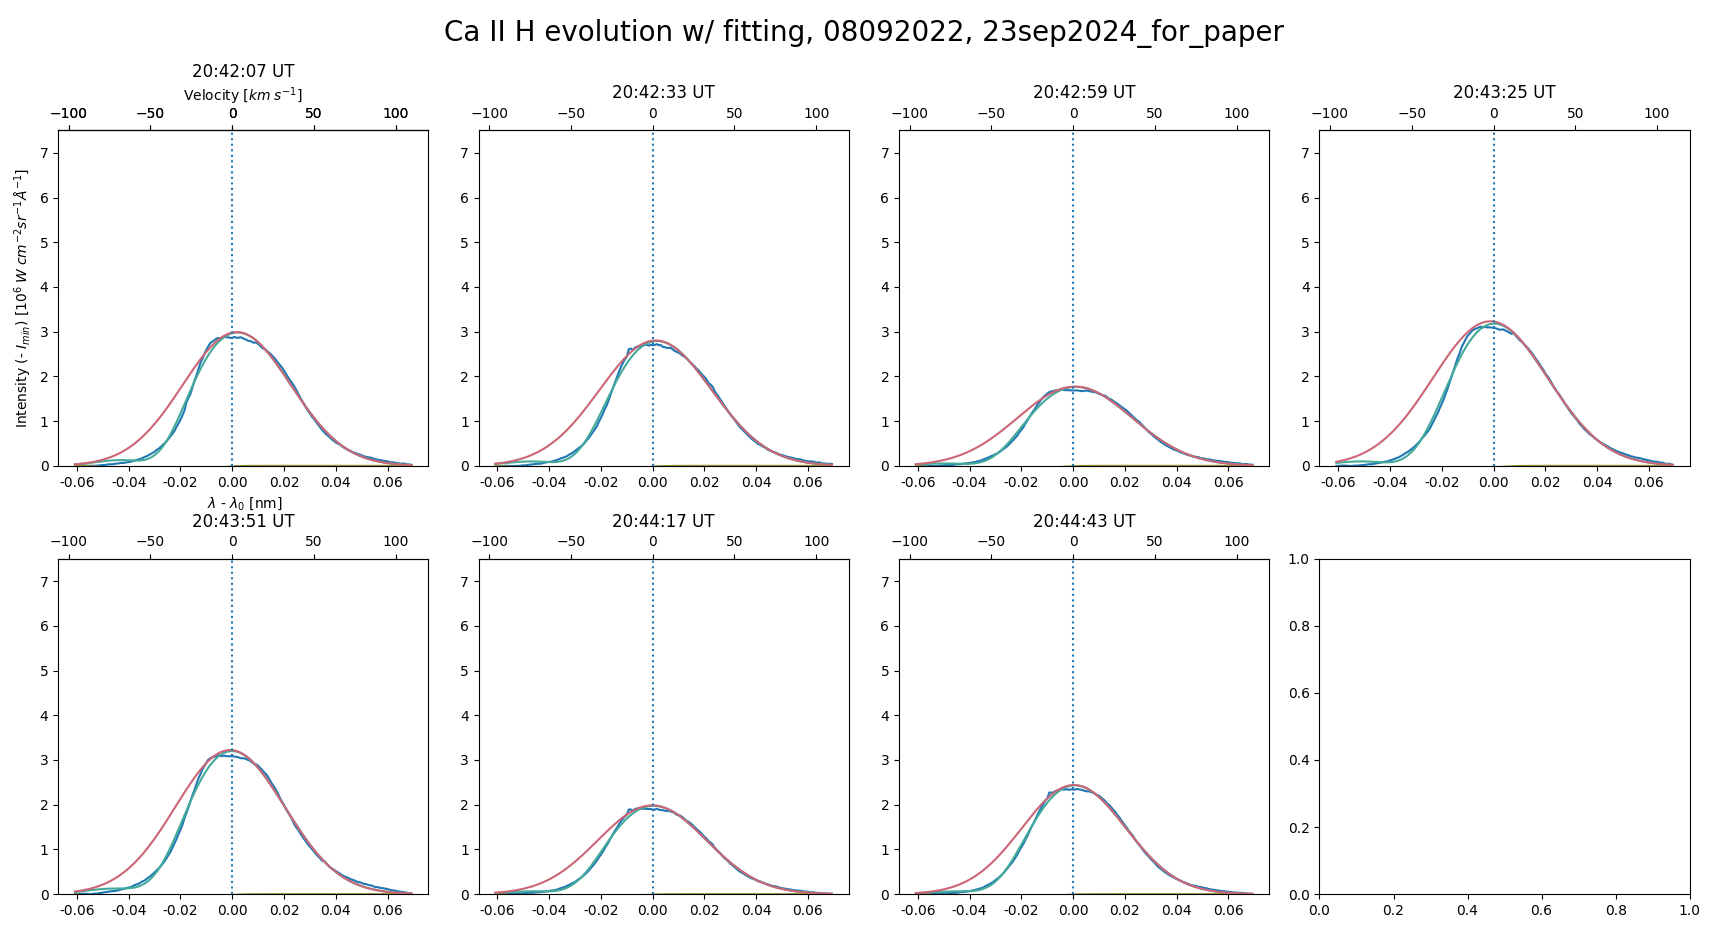 Ca II H evolution w/ fitting, 08092022, 23sep2024_for_paper
20:42:07 UT
Velocity [km s⁻¹]
−100 −50 0 50 100
20:42:33 UT
−100 −50 0 50 100
20:42:59 UT
−100 −50 0 50 100
20:43:25 UT
−100 −50 0 50 100
Intensity (- I_min) [10⁶ W cm⁻²sr⁻¹Å⁻¹]
7
6
5
4
3
2
1
0
-0.06 -0.04 -0.02 0.00 0.02 0.04 0.06
λ - λ₀ [nm]
7
6
5
4
3
2
1
0
-0.06 -0.04 -0.02 0.00 0.02 0.04 0.06
7
6
5
4
3
2
1
0
-0.06 -0.04 -0.02 0.00 0.02 0.04 0.06
7
6
5
4
3
2
1
0
-0.06 -0.04 -0.02 0.00 0.02 0.04 0.06
20:43:51 UT
−100 −50 0 50 100
7
6
5
4
3
2
1
0
-0.06 -0.04 -0.02 0.00 0.02 0.04 0.06
20:44:17 UT
−100 −50 0 50 100
7
6
5
4
3
2
1
0
-0.06 -0.04 -0.02 0.00 0.02 0.04 0.06
20:44:43 UT
−100 −50 0 50 100
7
6
5
4
3
2
1
0
-0.06 -0.04 -0.02 0.00 0.02 0.04 0.06
1.0
0.8
0.6
0.4
0.2
0.0
0.0 0.2 0.4 0.6 0.8 1.0